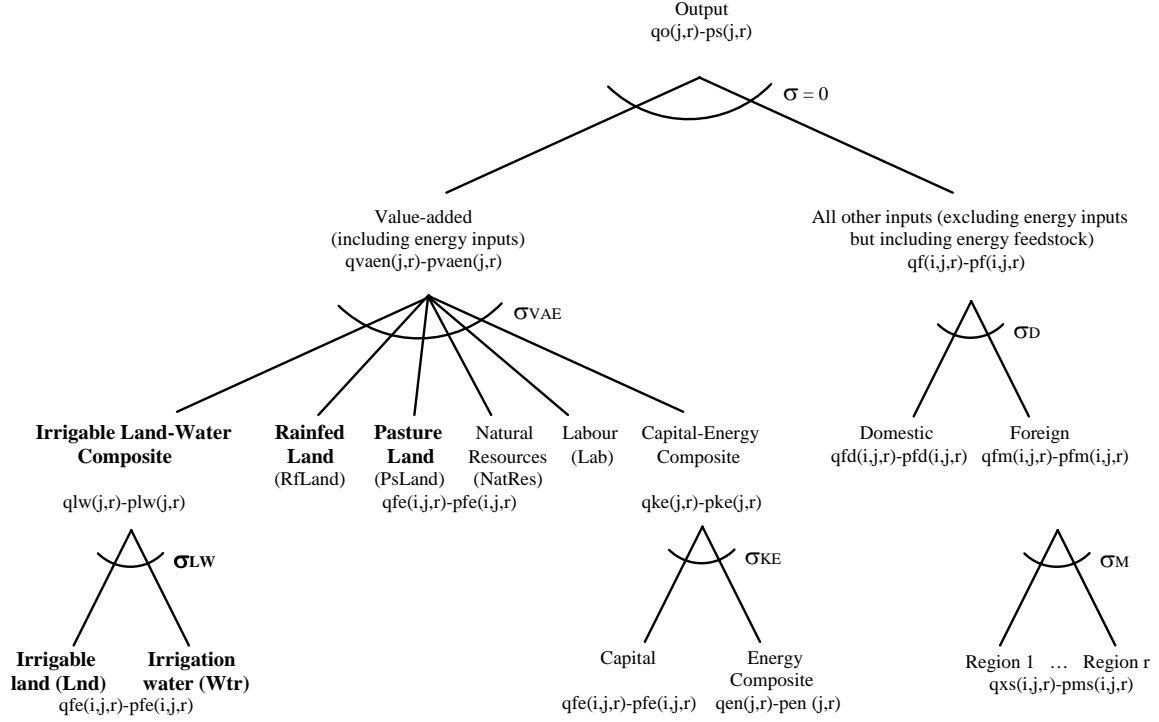 Output
qo(j,r)-ps(j,r)
σ = 0
Value-added
(including energy inputs)
qvaen(j,r)-pvaen(j,r)
All other inputs (excluding energy inputs
but including energy feedstock)
qf(i,j,r)-pf(i,j,r)
σVAE
σD
Irrigable Land-Water
Composite
qlw(j,r)-plw(j,r)
Rainfed
Land
(RfLand)
Pasture
Land
(PsLand)
Natural
Resources
(NatRes)
qfe(i,j,r)-pfe(i,j,r)
Labour
(Lab)
Capital-Energy
Composite
qke(j,r)-pke(j,r)
Domestic
qfd(i,j,r)-pfd(i,j,r)
Foreign
qfm(i,j,r)-pfm(i,j,r)
σLW
σKE
σM
Irrigable
land (Lnd)
Irrigation
water (Wtr)
qfe(i,j,r)-pfe(i,j,r)
Capital
qfe(i,j,r)-pfe(i,j,r)
Energy
Composite
qen(j,r)-pen (j,r)
Region 1 … Region r
qxs(i,j,r)-pms(i,j,r)